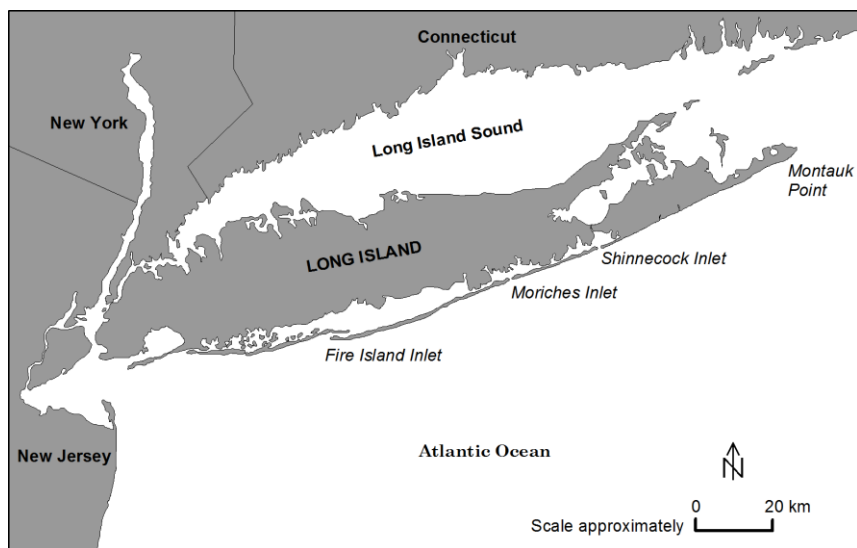 Connecticut
New York
Long Island Sound
Montauk
Point
LONG ISLAND
Shinnecock Inlet
Moriches Inlet
Fire Island Inlet
New Jersey
Atlantic Ocean
N
0 20 km
Scale approximately